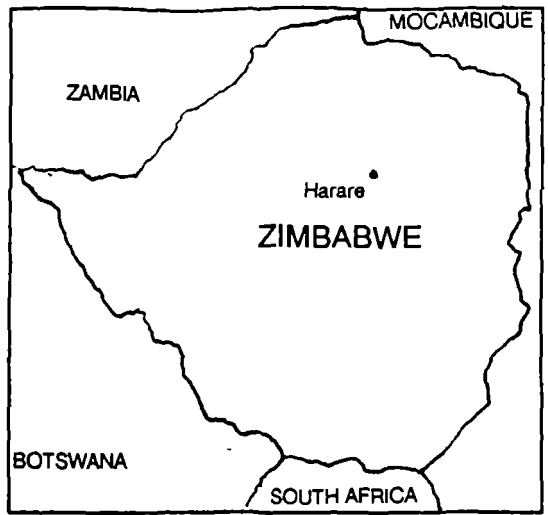 MOCAMBIQUE
ZAMBIA
Harare
ZIMBABWE
BOTSWANA
SOUTH AFRICA